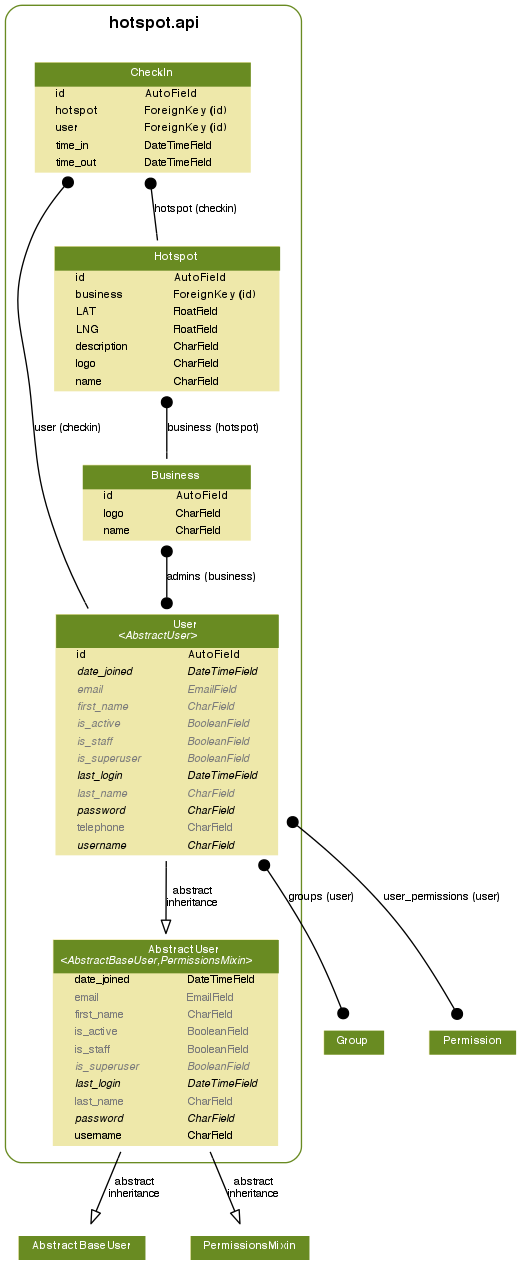 hotspot.api
CheckIn
id AutoField
hotspot ForeignKey (id)
user ForeignKey (id)
time_in DateTimeField
time_out DateTimeField
hotspot (checkin)
Hotspot
id AutoField
business ForeignKey (id)
LAT FloatField
LNG FloatField
description CharField
logo CharField
name CharField
user (checkin)
business (hotspot)
Business
id AutoField
logo CharField
name CharField
admins (business)
User
<AbstractUser>
id AutoField
date_joined DateTimeField
email EmailField
first_name CharField
is_active BooleanField
is_staff BooleanField
is_superuser BooleanField
last_login DateTimeField
last_name CharField
password CharField
telephone CharField
username CharField
abstract
inheritance
groups (user)
user_permissions (user)
AbstractUser
<AbstractBaseUser,PermissionsMixin>
date_joined DateTimeField
email EmailField
first_name CharField
is_active BooleanField
is_staff BooleanField
is_superuser BooleanField
last_login DateTimeField
last_name CharField
password CharField
username CharField
Group
Permission
abstract
inheritance
abstract
inheritance
AbstractBaseUser
PermissionsMixin